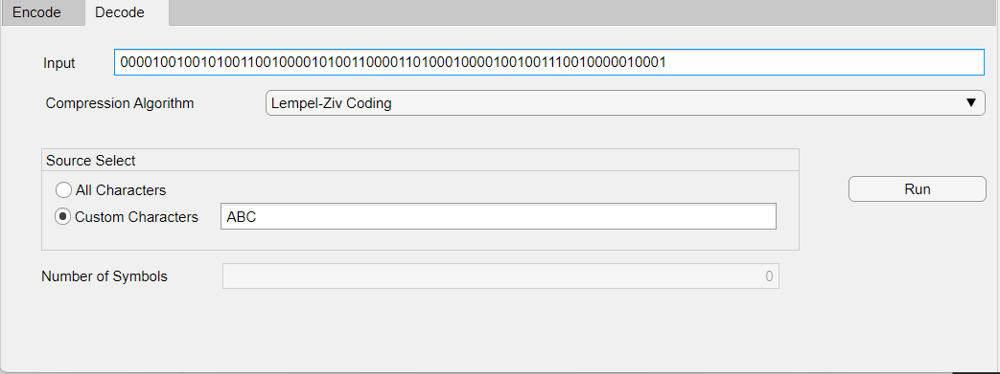 Encode Decode
Input 000010010010100110010000101001100001101000100001001001110010000010001
Compression Algorithm Lempel-Ziv Coding
Source Select
All Characters
Custom Characters ABC
Run
Number of Symbols 0